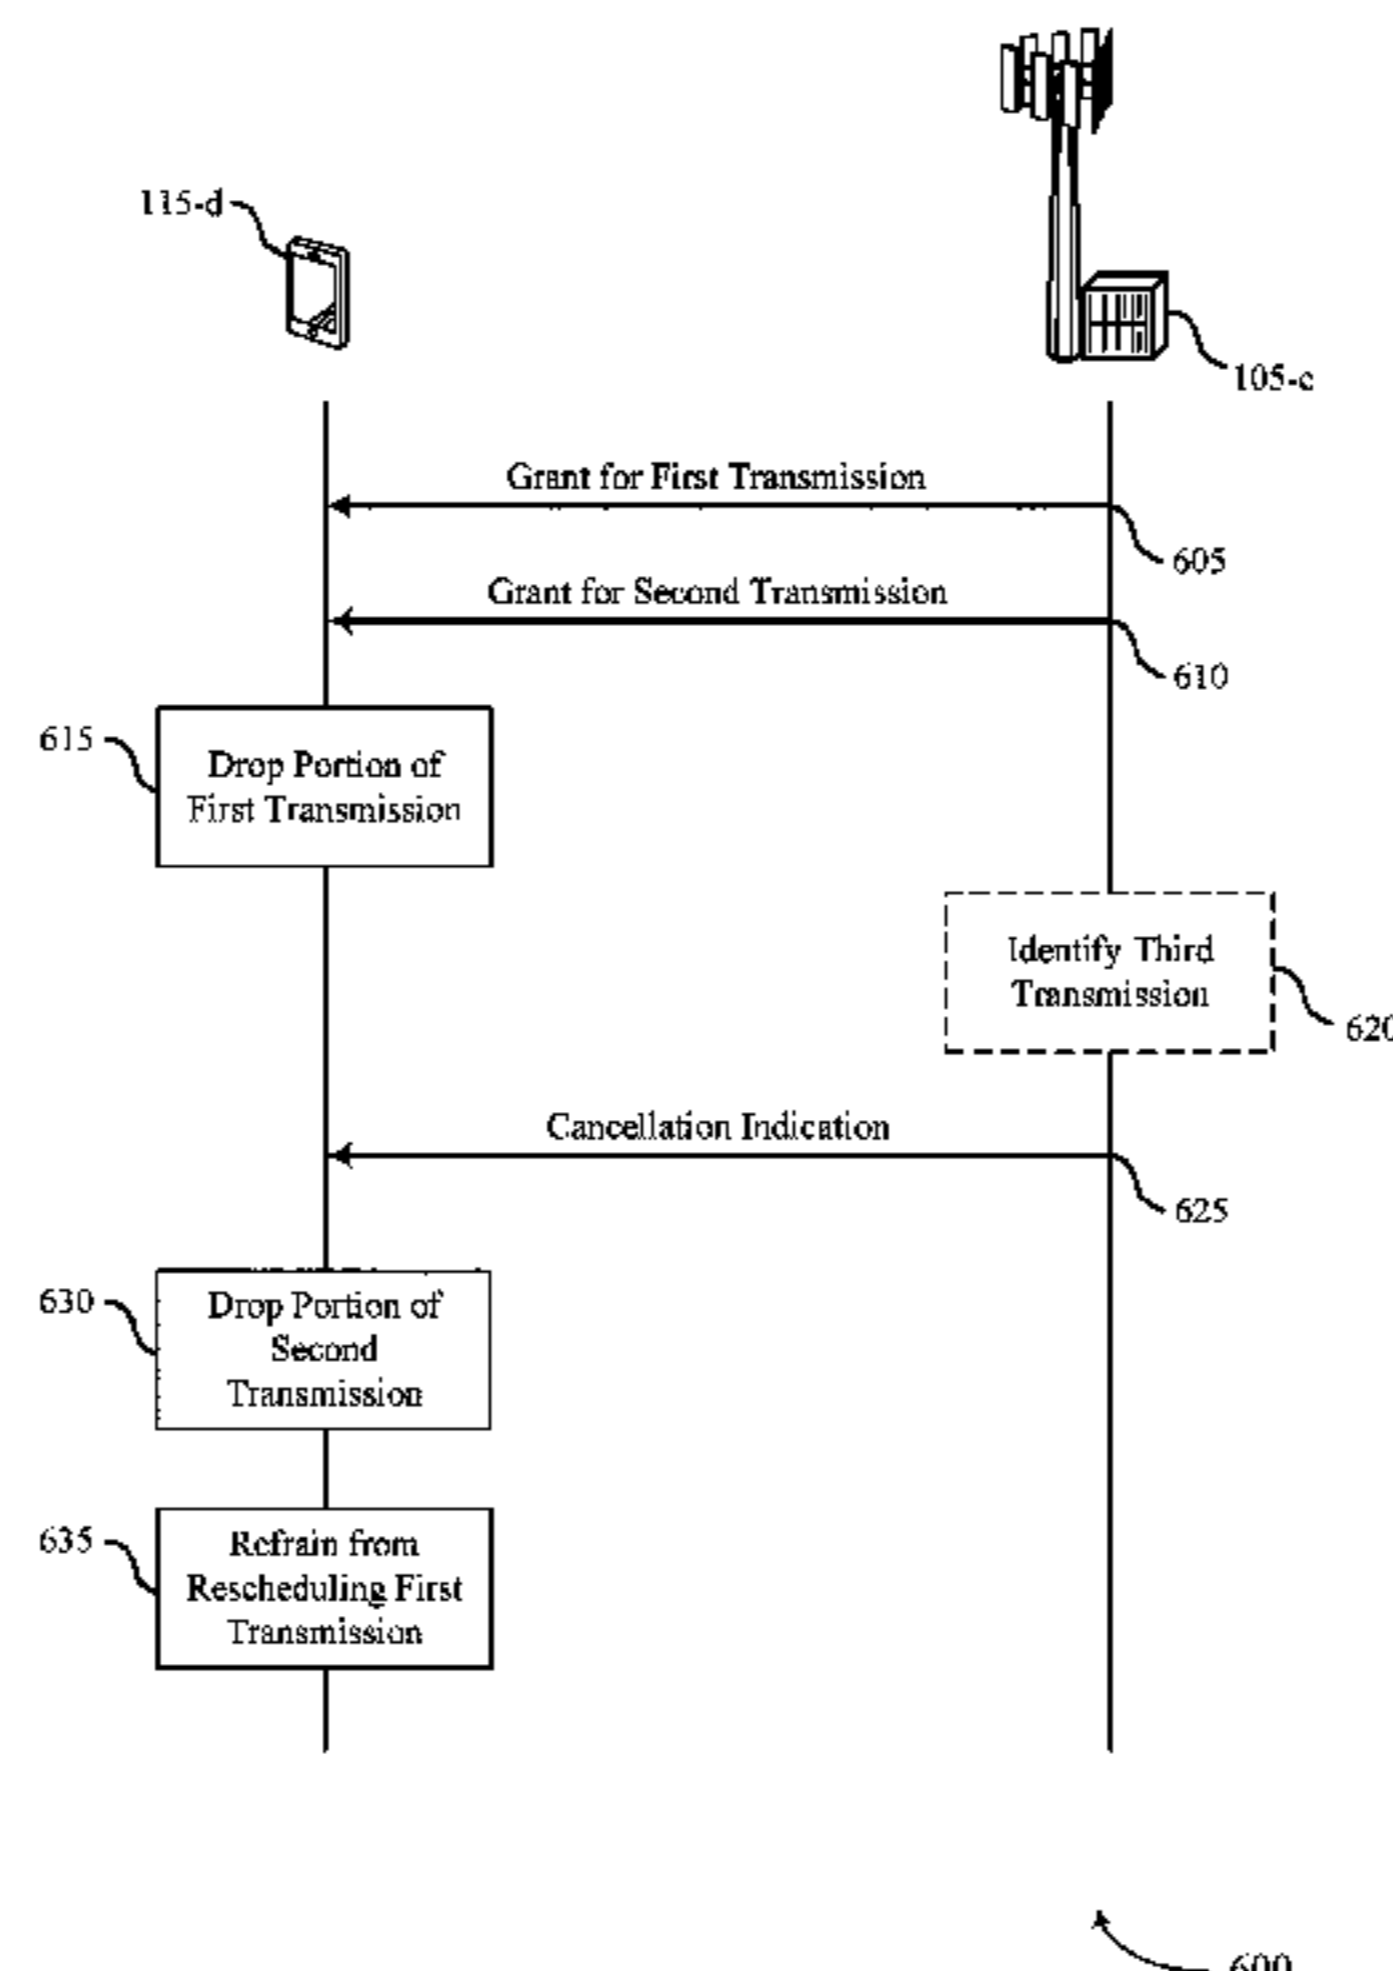 115-d
105-c
Grant for First Transmission
605
Grant for Second Transmission
610
615
Drop Portion of
First Transmission
Identify Third
Transmission
620
Cancellation Indication
625
630
Drop Portion of
Second
Transmission
635
Refrain from
Rescheduling First
Transmission
600